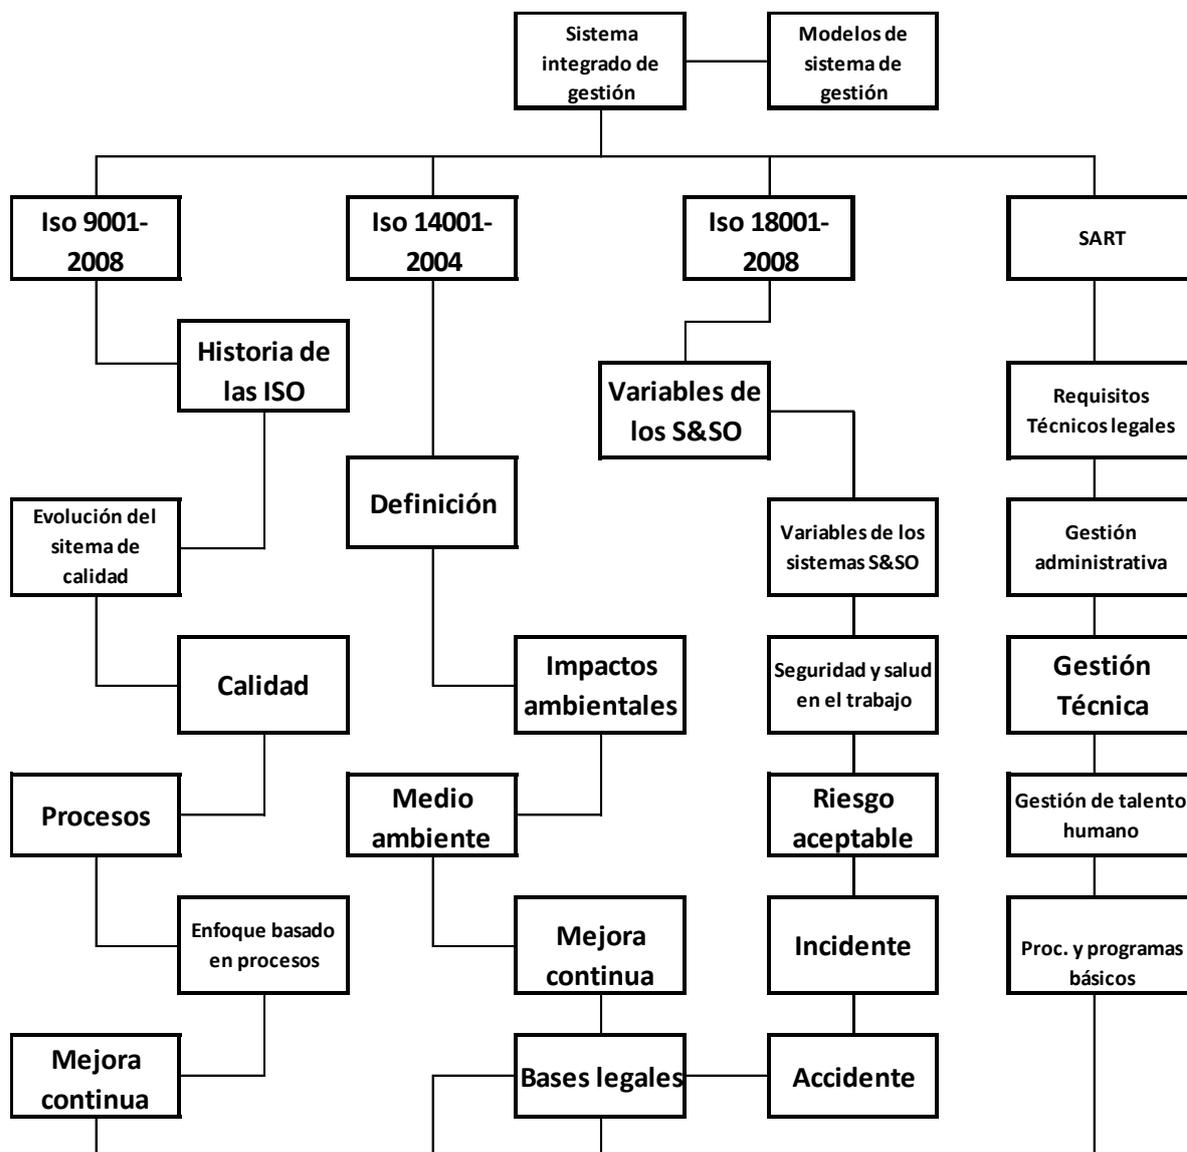 Sistema
integrado de
gestión
Modelos de
sistema de
gestión
Iso 9001-
2008
Iso 14001-
2004
Iso 18001-
2008
SART
Historia de
las ISO
Variables de
los S&SO
Requisitos
Técnicos legales
Definición
Evolución del
sitema de
calidad
Variables de los
sistemas S&SO
Gestión
administrativa
Calidad
Impactos
ambientales
Seguridad y salud
en el trabajo
Gestión
Técnica
Procesos
Medio
ambiente
Riesgo
aceptable
Gestión de talento
humano
Enfoque basado
en procesos
Mejora
continua
Incidente
Proc. y programas
básicos
Mejora
continua
Bases legales
Accidente